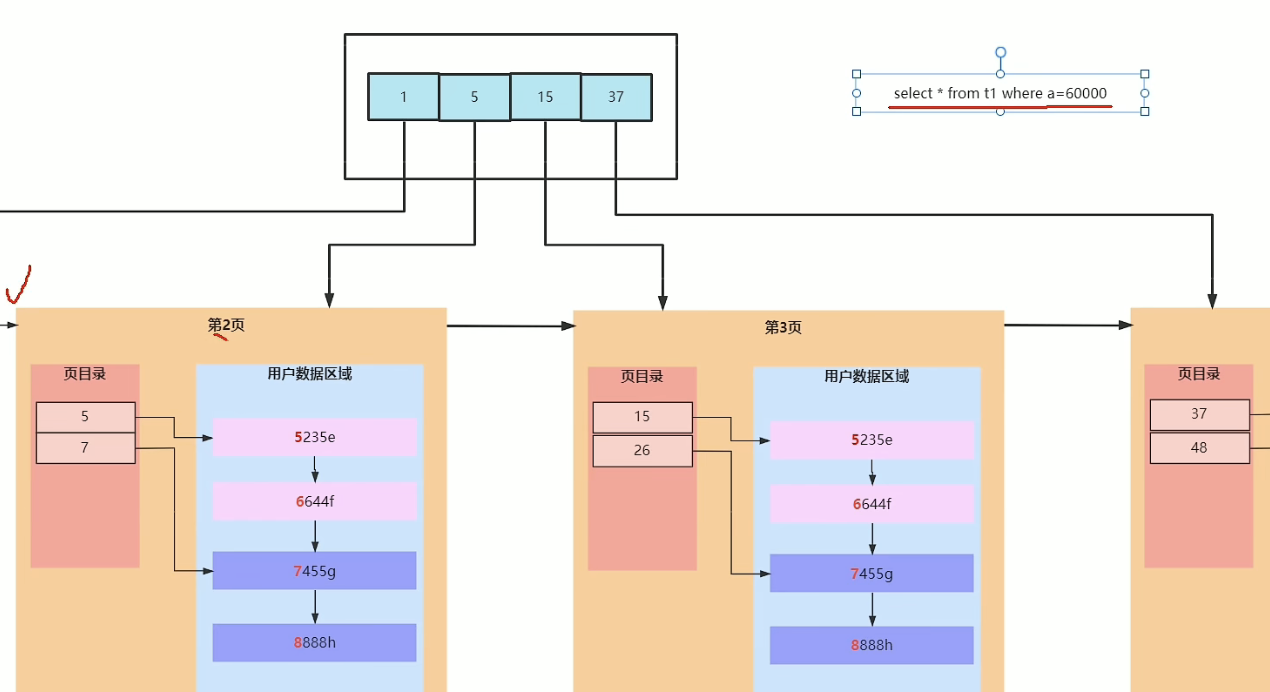 1 5 15 37
select * from t1 where a=60000
第2页
页目录
5
7
用户数据区域
5235e
6644f
7455g
8888h
第3页
页目录
15
26
用户数据区域
5235e
6644f
7455g
8888h
页目录
37
48